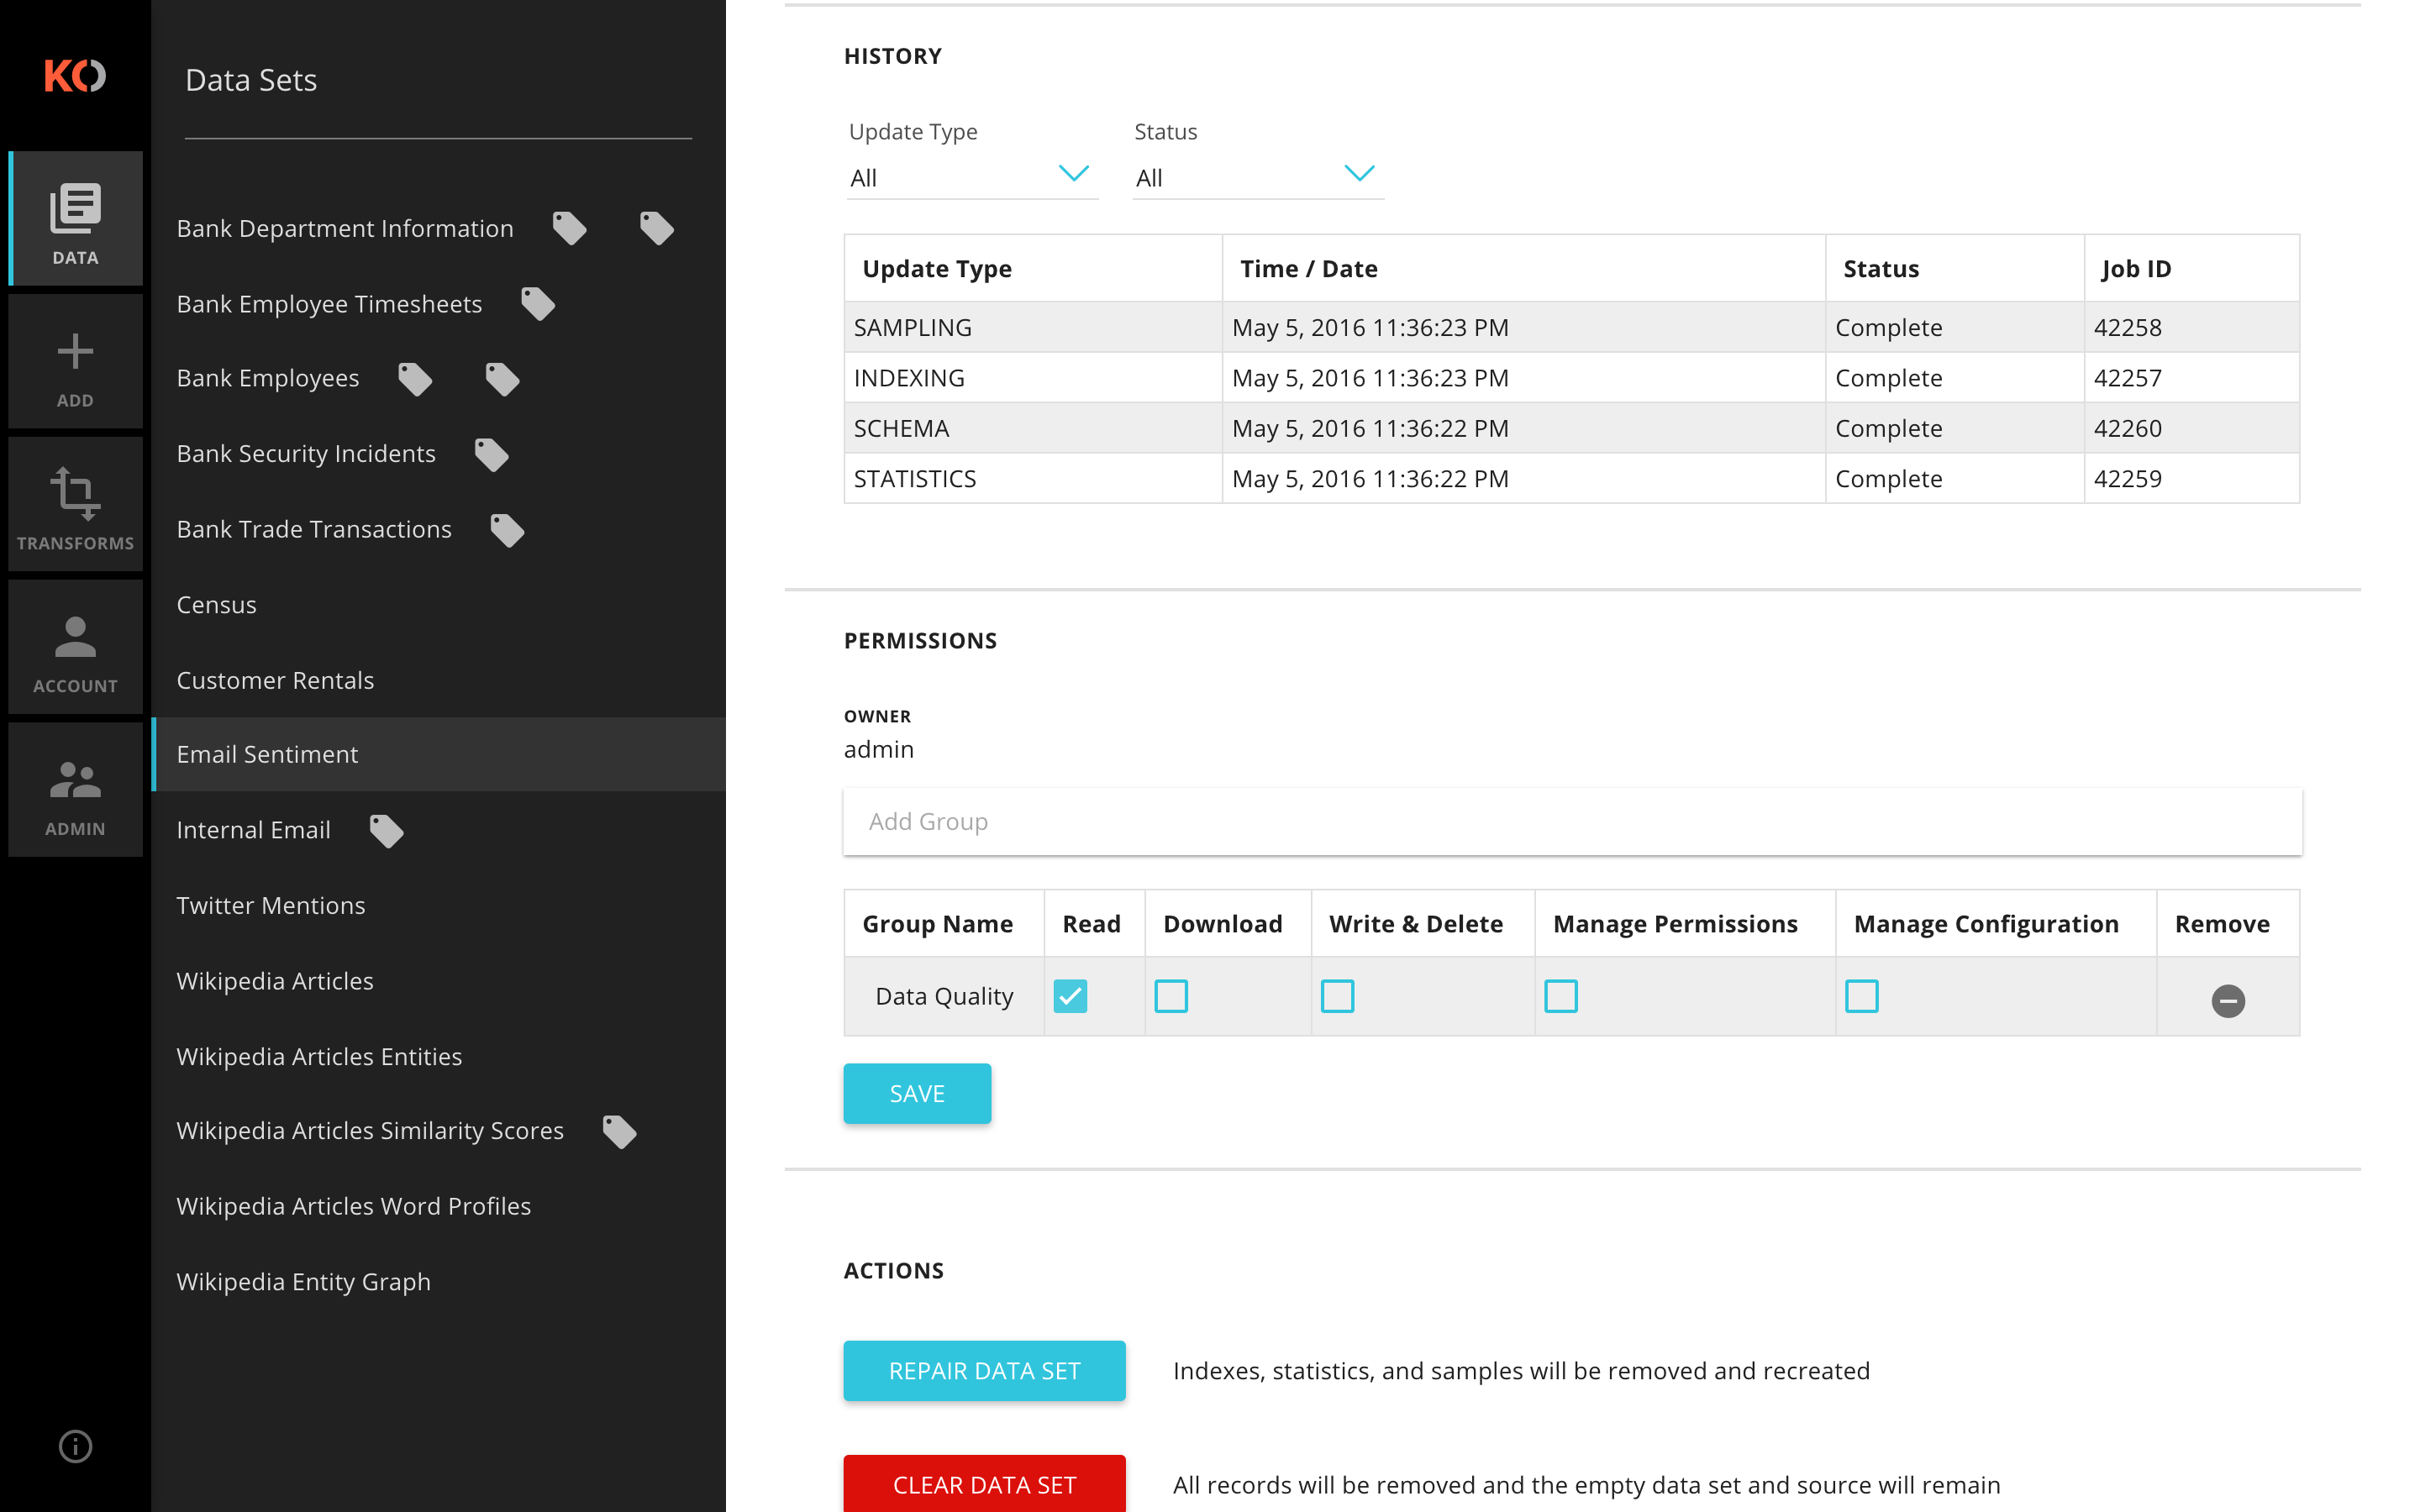 KO
DATA
ADD
TRANSFORMS
ACCOUNT
ADMIN
Data Sets
Bank Department Information
Bank Employee Timesheets
Bank Employees
Bank Security Incidents
Bank Trade Transactions
Census
Customer Rentals
Email Sentiment
Internal Email
Twitter Mentions
Wikipedia Articles
Wikipedia Articles Entities
Wikipedia Articles Similarity Scores
Wikipedia Articles Word Profiles
Wikipedia Entity Graph
HISTORY
Update Type Status
All All
Update Type Time / Date Status Job ID
SAMPLING May 5, 2016 11:36:23 PM Complete 42258
INDEXING May 5, 2016 11:36:23 PM Complete 42257
SCHEMA May 5, 2016 11:36:22 PM Complete 42260
STATISTICS May 5, 2016 11:36:22 PM Complete 42259
PERMISSIONS
OWNER
admin
Add Group
Group Name Read Download Write & Delete Manage Permissions Manage Configuration Remove
Data Quality
SAVE
ACTIONS
REPAIR DATA SET Indexes, statistics, and samples will be removed and recreated
CLEAR DATA SET All records will be removed and the empty data set and source will remain